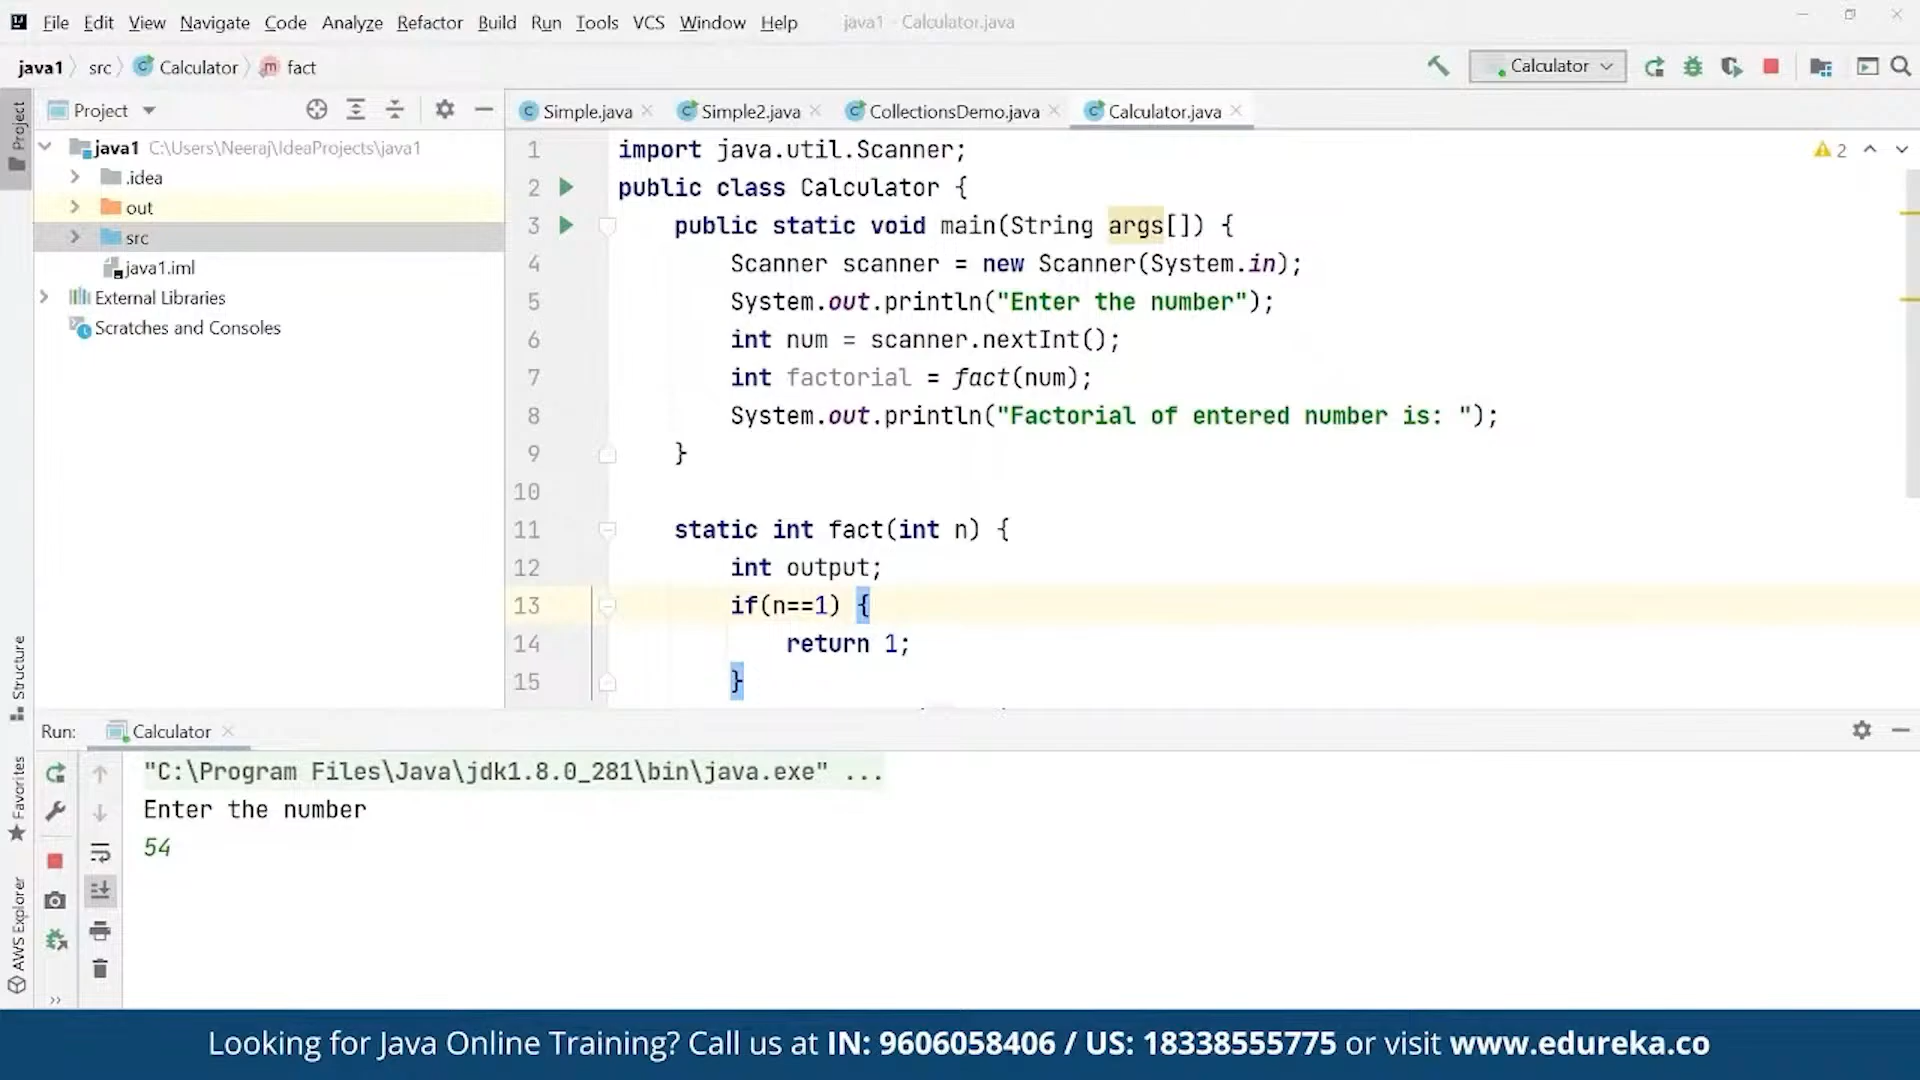 File Edit View Navigate Code Analyze Refactor Build Run Tools VCS Window Help java1 - Calculator.java
java1 src Calculator fact
Calculator
Project
Simple.java
Simple2.java
CollectionsDemo.java
Calculator.java
Project
java1 C:\Users\Neeraj\IdeaProjects\java1
.idea
out
src
java1.iml
External Libraries
Scratches and Consoles
2
1 import java.util.Scanner;
2 public class Calculator {
3 public static void main(String args[]) {
4 Scanner scanner = new Scanner(System.in);
5 System.out.println("Enter the number");
6 int num = scanner.nextInt();
7 int factorial = fact(num);
8 System.out.println("Factorial of entered number is: ");
9 }
10
11 static int fact(int n) {
12 int output;
13 if(n==1) {
14 return 1;
15 }
Structure
Favorites
AWS Explorer
Run: Calculator
"C:\Program Files\Java\jdk1.8.0_281\bin\java.exe" ...
Enter the number
54
Looking for Java Online Training? Call us at IN: 9606058406 / US: 18338555775 or visit www.edureka.co